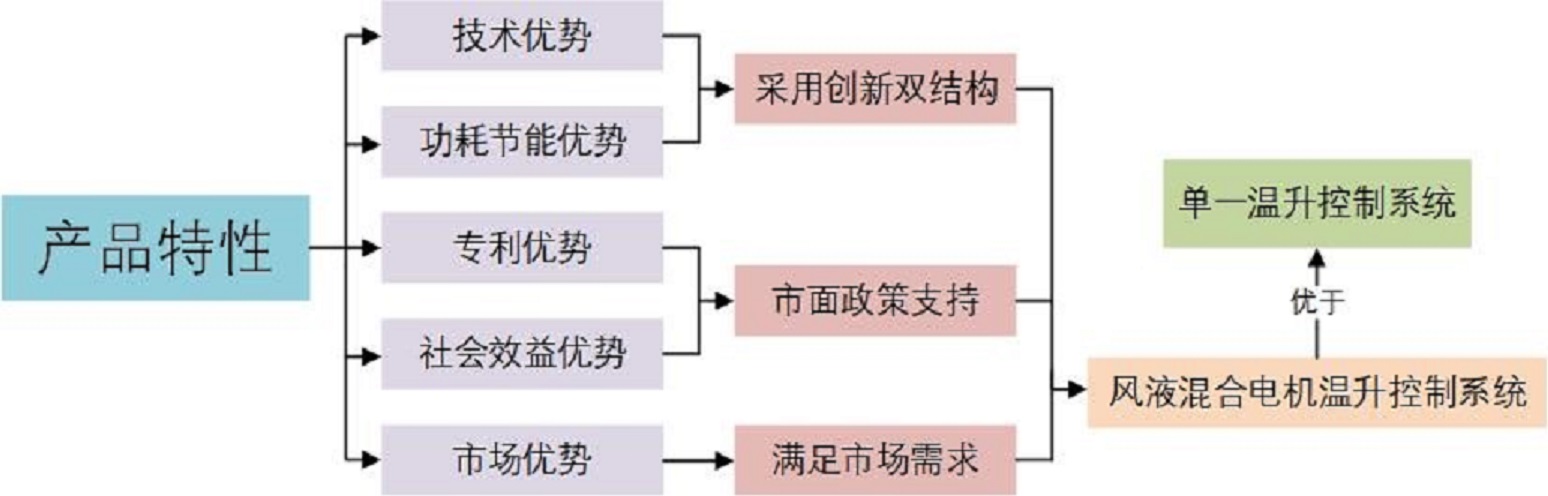 产品特性
技术优势
功耗节能优势
专利优势
社会效益优势
市场优势
采用创新双结构
市面政策支持
满足市场需求
单一温升控制系统
优于
风液混合电机温升控制系统